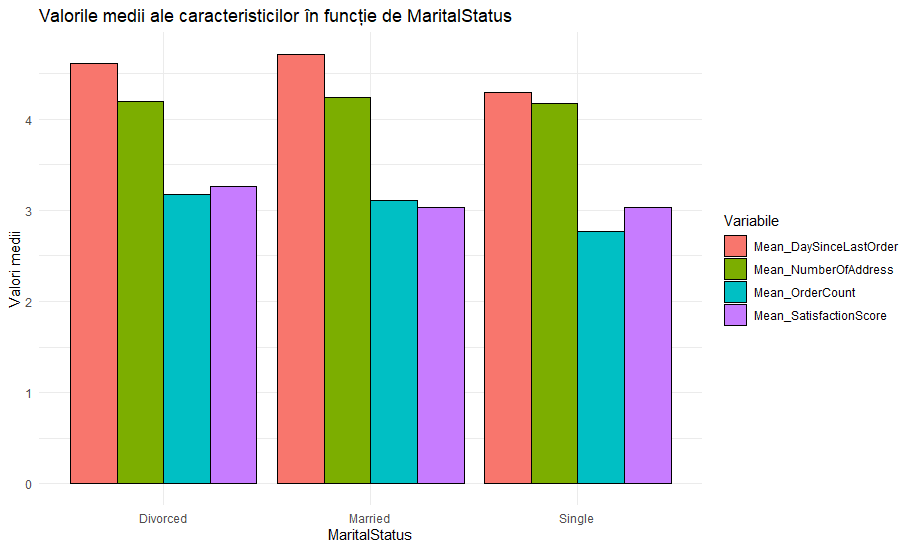 Valorile medii ale caracteristicilor în funcție de MaritalStatus
Valori medii
4
3
2
1
0
Divorced
Married
Single
MaritalStatus
Variabile
Mean_DaySinceLastOrder
Mean_NumberOfAddress
Mean_OrderCount
Mean_SatisfactionScore